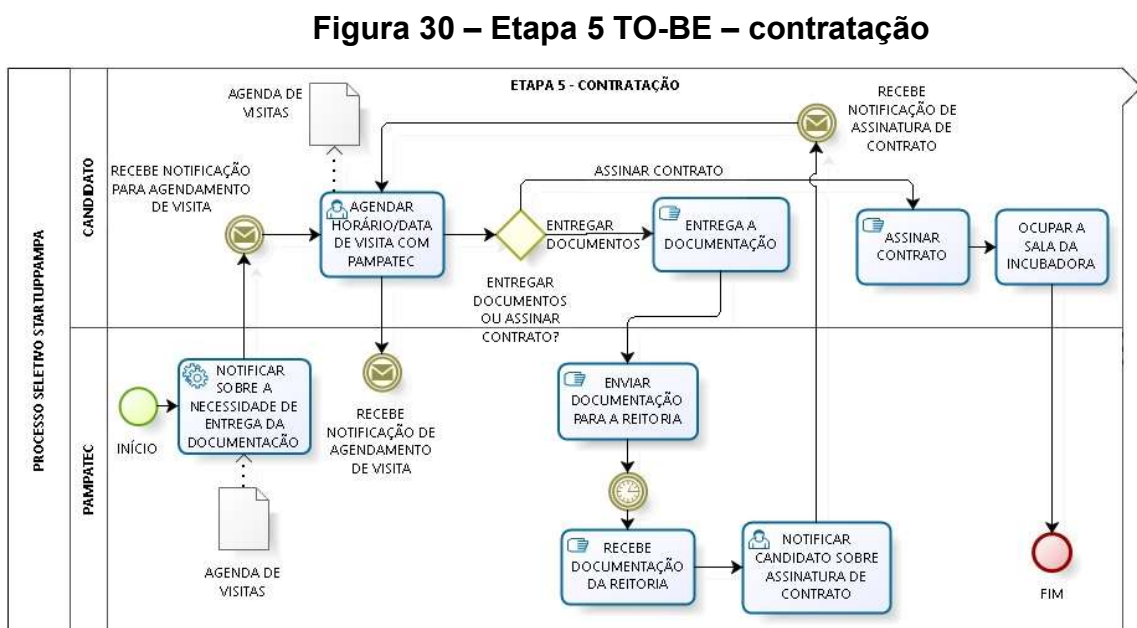 Figura 30 – Etapa 5 TO-BE – contratação
ETAPA 5 - CONTRATAÇÃO
PROCESSO SELETIVO STARTUPPAMPA
CANDIDATO
AGENDA DE
VISITAS
RECEBE NOTIFICAÇÃO
PARA AGENDAMENTO
DE VISITA
AGENDAR
HORÁRIO/DATA
DE VISITA COM
PAMPATEC
ENTREGAR
DOCUMENTOS
ENTREGAR
DOCUMENTOS
OU ASSINAR
CONTRATO?
ASSINAR CONTRATO
ENTREGA A
DOCUMENTAÇÃO
RECEBE
NOTIFICAÇÃO DE
ASSINATURA DE
CONTRATO
ASSINAR
CONTRATO
OCUPAR A
SALA DA
INCUBADORA
PAMPATEC
INÍCIO
NOTIFICAR
SOBRE A
NECESSIDADE DE
ENTREGA DA
DOCUMENTACÃO
AGENDA DE
VISITAS
RECEBE
NOTIFICAÇÃO DE
AGENDAMENTO
DE VISITA
ENVIAR
DOCUMENTAÇÃO
PARA A REITORIA
RECEBE
DOCUMENTAÇÃO
DA REITORIA
NOTIFICAR
CANDIDATO SOBRE
ASSINATURA DE
CONTRATO
FIM